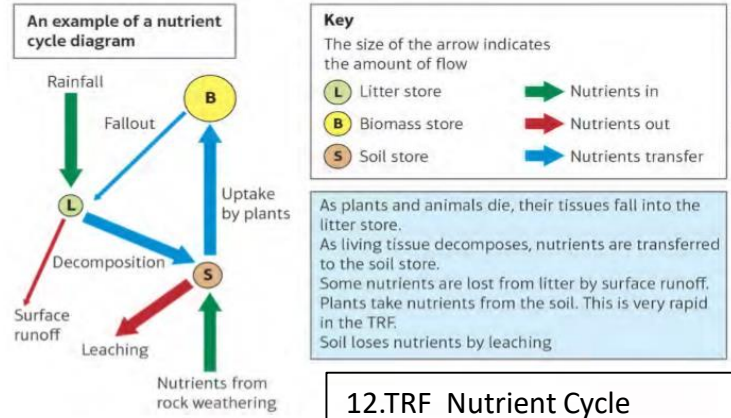 An example of a nutrient
cycle diagram
Rainfall
B
Fallout
L
Uptake
by plants
Decomposition
S
Surface
runoff
Leaching
Nutrients from
rock weathering
Key
The size of the arrow indicates
the amount of flow
L Litter store
Nutrients in
B Biomass store
Nutrients out
S Soil store
Nutrients transfer
As plants and animals die, their tissues fall into the
litter store.
As living tissue decomposes, nutrients are transferred
to the soil store.
Some nutrients are lost from litter by surface runoff.
Plants take nutrients from the soil. This is very rapid
in the TRF.
Soil loses nutrients by leaching
12.TRF Nutrient Cycle